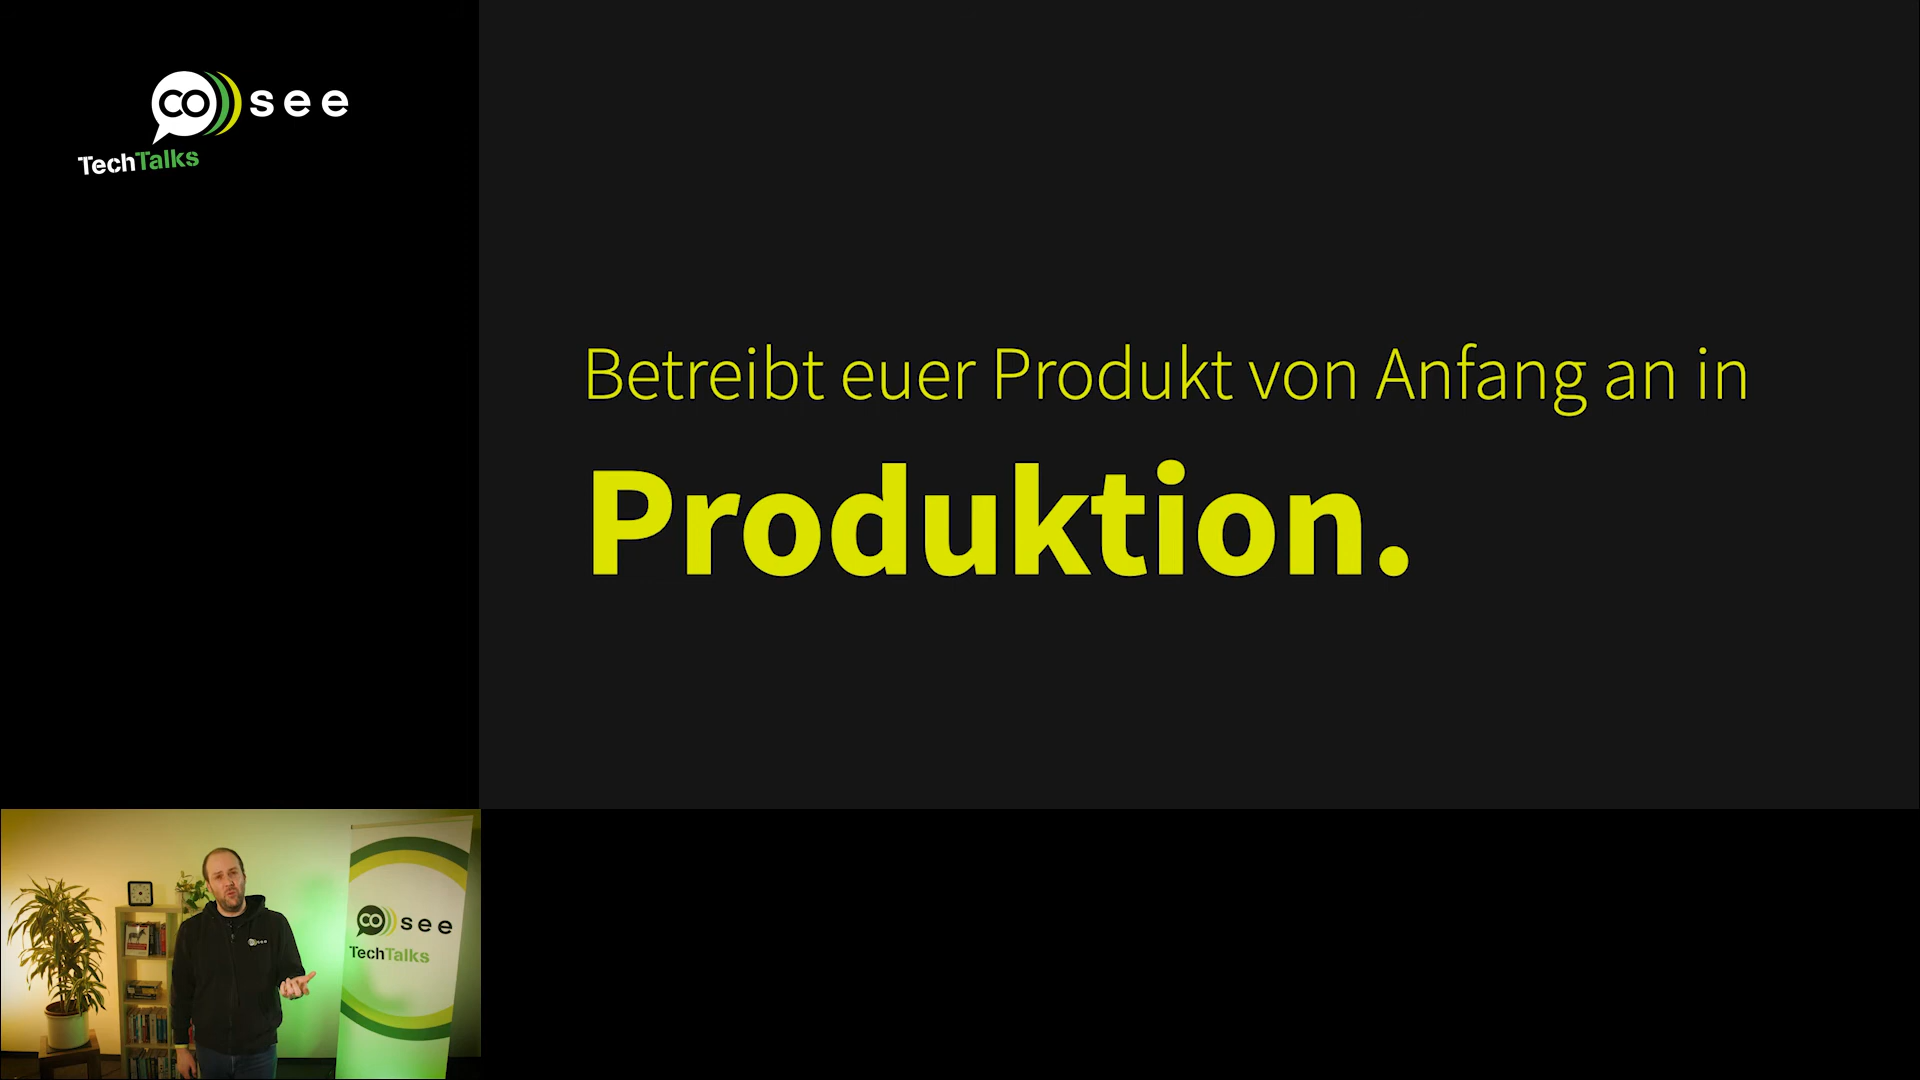 co see
TechTalks
Betreibt euer Produkt von Anfang an in
Produktion.
co see
TechTalks